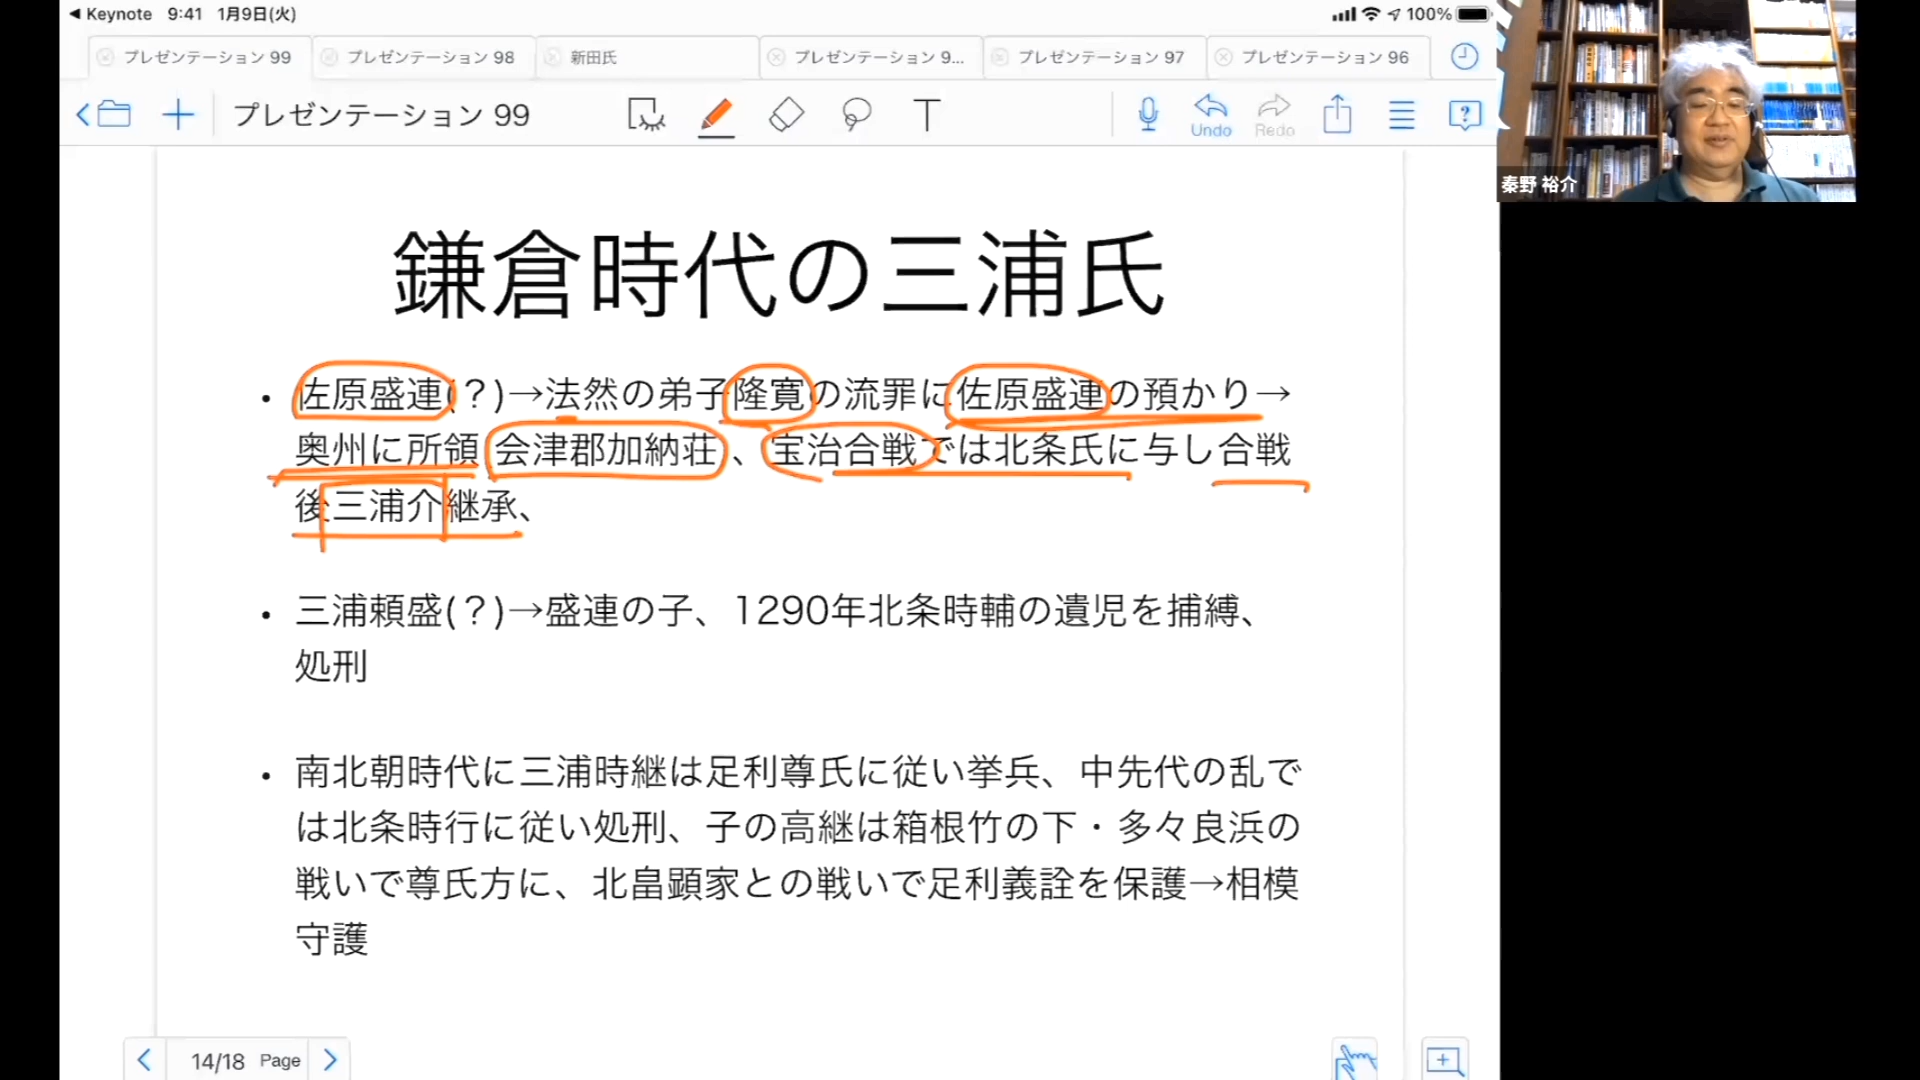 Keynote 9:41 1月9日(火) 100%
プレゼンテーション 99 プレゼンテーション 98 新田氏 プレゼンテーション 9... プレゼンテーション 97 プレゼンテーション 96
プレゼンテーション 99 T Undo Redo
秦野 裕介
鎌倉時代の三浦氏
・佐原盛連(?)→法然の弟子隆寛の流罪に佐原盛連の預かり→
奥州に所領 会津郡加納荘、宝治合戦では北条氏に与し合戦
後三浦介継承、
・三浦頼盛(?)→盛連の子、1290年北条時輔の遺児を捕縛、
処刑
・南北朝時代に三浦時継は足利尊氏に従い挙兵、中先代の乱で
は北条時行に従い処刑、子の高継は箱根竹の下・多々良浜の
戦いで尊氏方に、北畠顕家との戦いで足利義詮を保護→相模
守護
14/18 Page